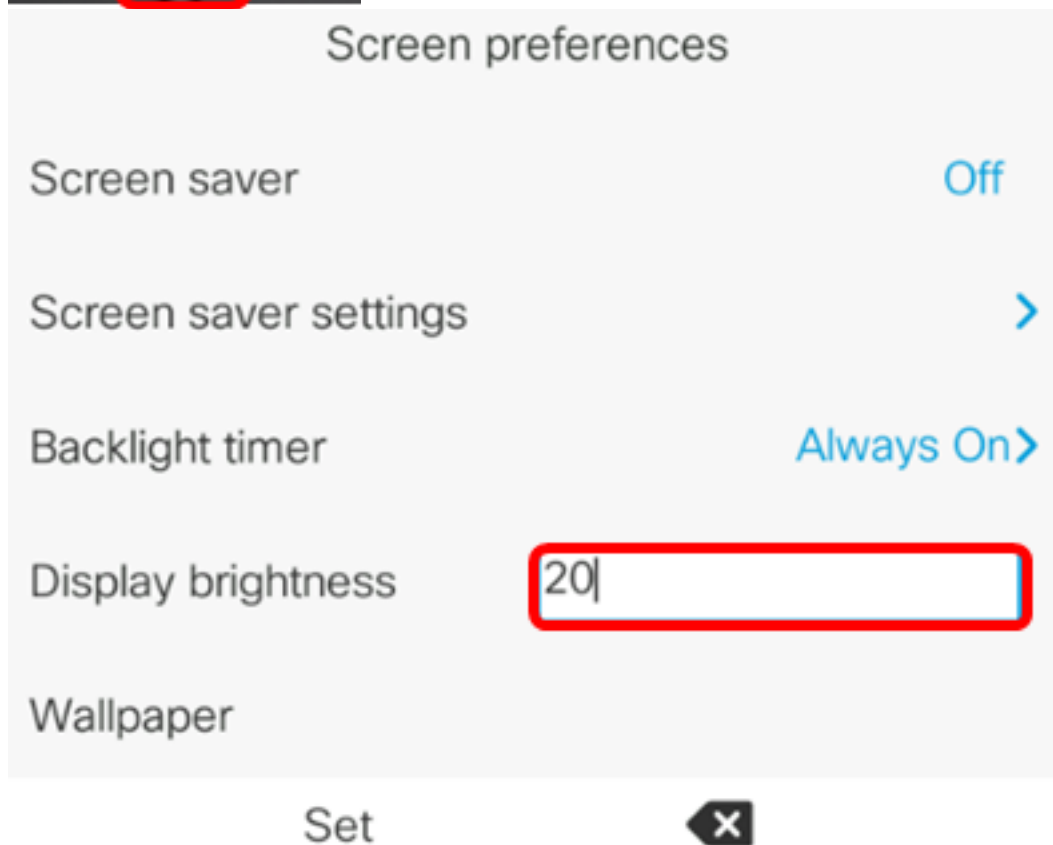 Screen preferences
Screen saver Off
Screen saver settings
Backlight timer Always On
Display brightness 20
Wallpaper
Set